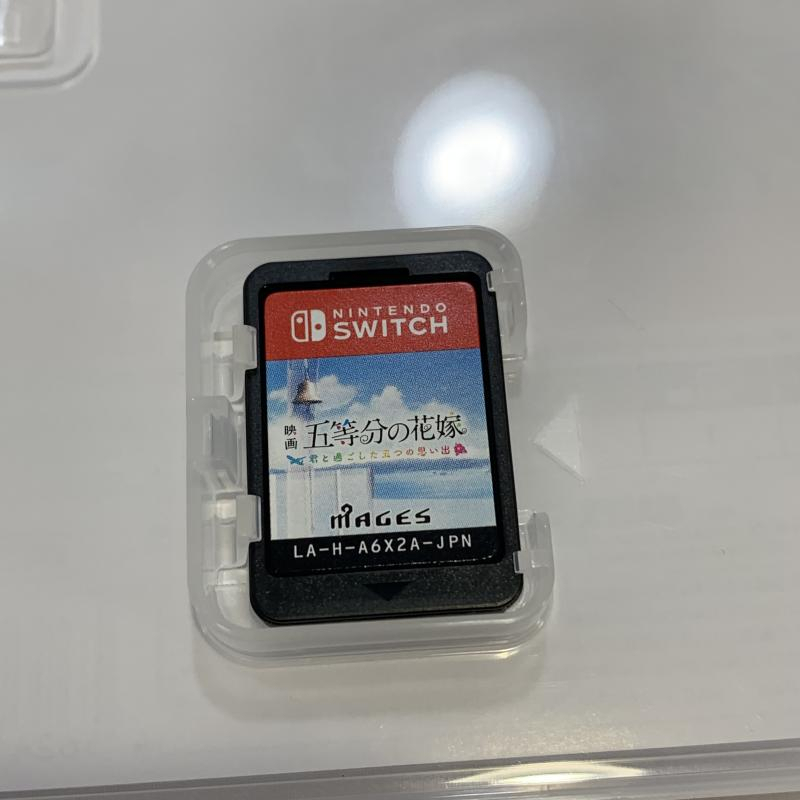 NINTENDO
SWITCH
映画 五等分の花嫁
君と過ごした五つの思い出
MAGES
LA-H-A6X2A-JPN